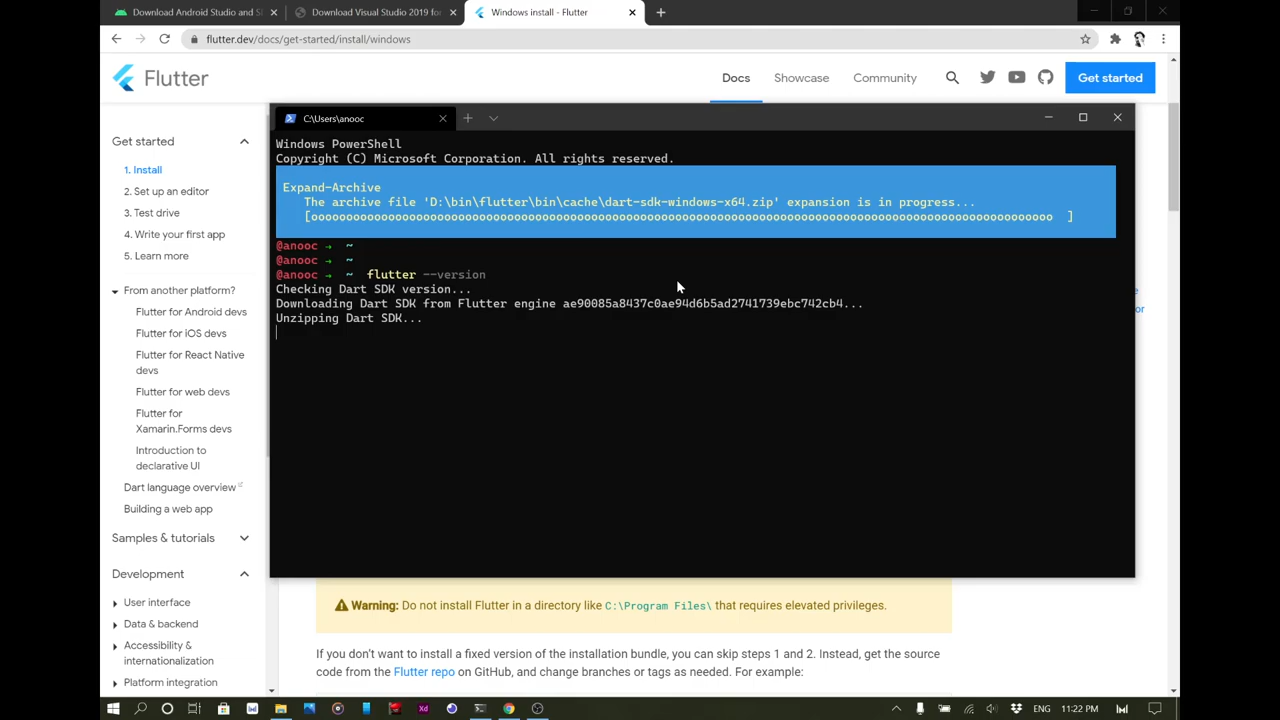 Download Android Studio and S
Download Visual Studio 2019 for
Windows install - Flutter
flutter.dev/docs/get-started/install/windows
Flutter
Docs
Showcase
Community
Get started
Get started
1. Install
2. Set up an editor
3. Test drive
4. Write your first app
5. Learn more
From another platform?
Flutter for Android devs
Flutter for iOS devs
Flutter for React Native
devs
Flutter for web devs
Flutter for
Xamarin.Forms devs
Introduction to
declarative UI
Dart language overview
Building a web app
Samples & tutorials
Development
User interface
Data & backend
Accessibility &
internationalization
Platform integration
C:\Users\anooc
Windows PowerShell
Copyright (C) Microsoft Corporation. All rights reserved.
Expand-Archive
The archive file 'D:\bin\flutter\bin\cache\dart-sdk-windows-x64.zip' expansion is in progress...
[oooooooooooooooooooooooooooooooooooooooooooooooooooooooooooooooooooooooooooooooooooooooooooooooooooooooooo ]
@anooc → ~
@anooc → ~
@anooc → ~ flutter --version
Checking Dart SDK version...
Downloading Dart SDK from Flutter engine ae90085a8437c0ae94d6b5ad2741739ebc742cb4...
Unzipping Dart SDK...
e
or
Warning: Do not install Flutter in a directory like C:\Program Files\ that requires elevated privileges.
If you don't want to install a fixed version of the installation bundle, you can skip steps 1 and 2. Instead, get the source
code from the Flutter repo on GitHub, and change branches or tags as needed. For example:
Xd
11:22 PM